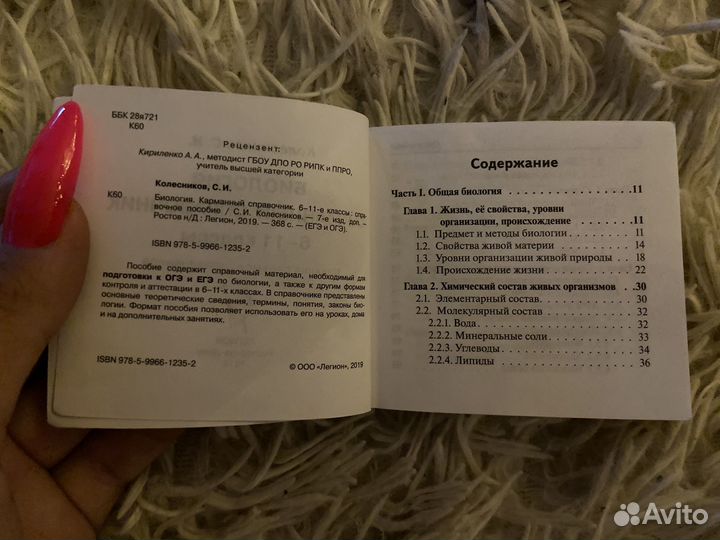 ББК 28я721
К60
Рецензент:
Кириленко А. А., методист ГБОУ ДПО РО РИПК и ППРО,
учитель высшей категории
Колесников, С. И.
К60
Биология. Карманный справочник. 6–11-е классы: спра-
вочное пособие / С. И. Колесников. — 7-е изд., доп. —
Ростов н/Д : Легион, 2019. — 368 с. — (ЕГЭ и ОГЭ).
ISBN 978-5-9966-1235-2
Пособие содержит справочный материал, необходимый для
подготовки к ОГЭ и ЕГЭ по биологии, а также к другим формам
контроля и аттестации в 6–11-х классах. В справочнике представлены
основные теоретические сведения, термины, понятия, законы био-
логии. Формат пособия позволяет использовать его на уроках, дома
и на дополнительных занятиях.
ISBN 978-5-9966-1235-2
© ООО «Легион», 2019
Содержание
Часть I. Общая биология . . . . . . . . . . . . . . . . . 11
Глава 1. Жизнь, её свойства, уровни
организации, происхождение . . . . . . . . . . 11
1.1. Предмет и методы биологии . . . . . . . . . 11
1.2. Свойства живой материи . . . . . . . . . . . . 14
1.3. Уровни организации живой природы . . 18
1.4. Происхождение жизни . . . . . . . . . . . . . . 22
Глава 2. Химический состав живых организмов . . 30
2.1. Элементарный состав. . . . . . . . . . . . . . . 30
2.2. Молекулярный состав . . . . . . . . . . . . . . 32
2.2.1. Вода. . . . . . . . . . . . . . . . . . . . . . . . 32
2.2.2. Минеральные соли . . . . . . . . . . . . 33
2.2.3. Углеводы . . . . . . . . . . . . . . . . . . . 34
2.2.4. Липиды . . . . . . . . . . . . . . . . . . . . . 36
Avito